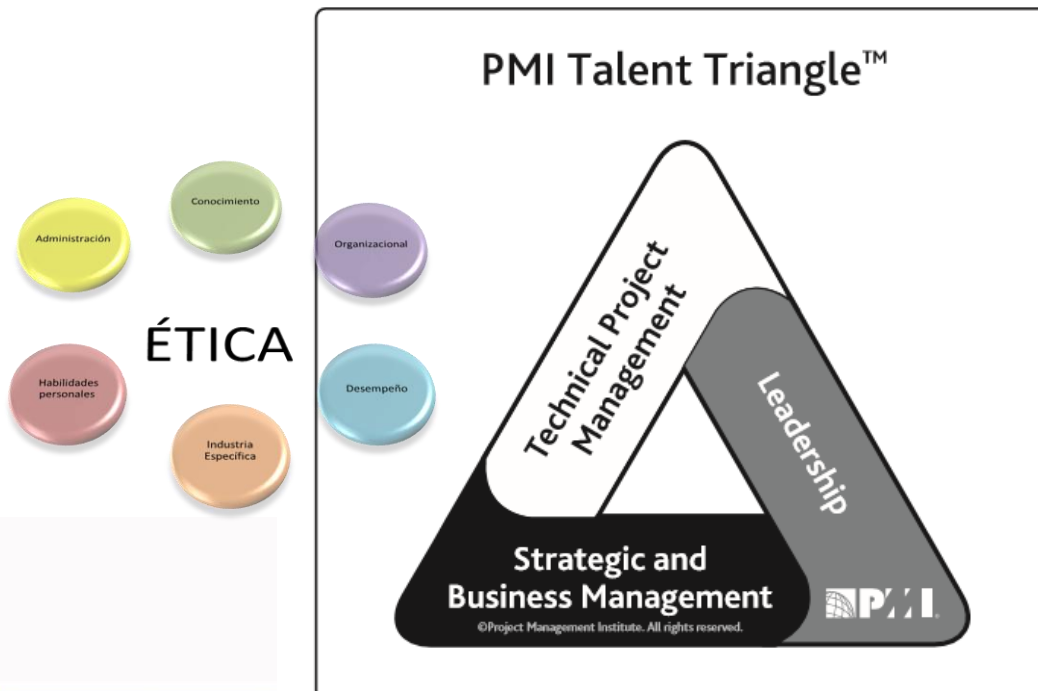 PMI Talent Triangle™
Conocimiento
Administración
Organizacional
ÉTICA
Habilidades
personales
Desempeño
Industria
Específica
Technical Project
Management
Leadership
Strategic and
Business Management
©Project Management Institute. All rights reserved.
PMI®